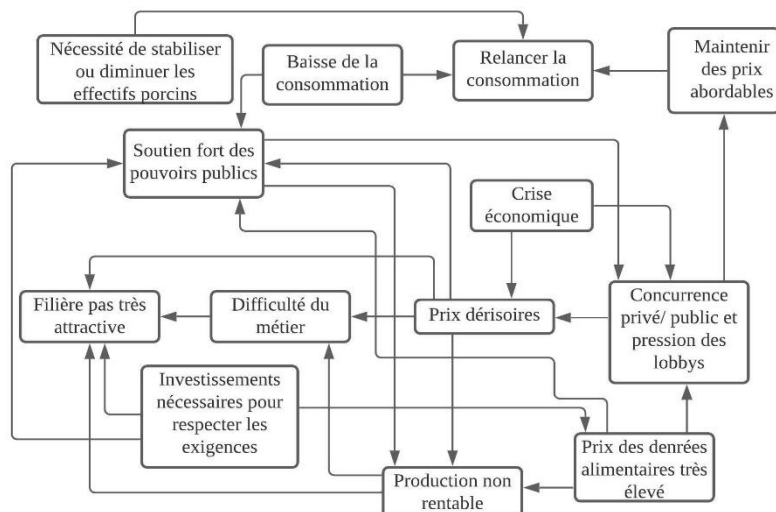 Nécessité de stabiliser
ou diminuer les
effectifs porcins
Baisse de la
consommation
Relancer la
consommation
Maintenir
des prix
abordables
Soutien fort des
pouvoirs publics
Crise
économique
Filière pas très
attractive
Difficulté du
métier
Prix dérisoires
Concurrence
privé/ public et
pression des
lobbys
Investissements
nécessaires pour
respecter les
exigences
Production non
rentable
Prix des denrées
alimentaires très
élevé